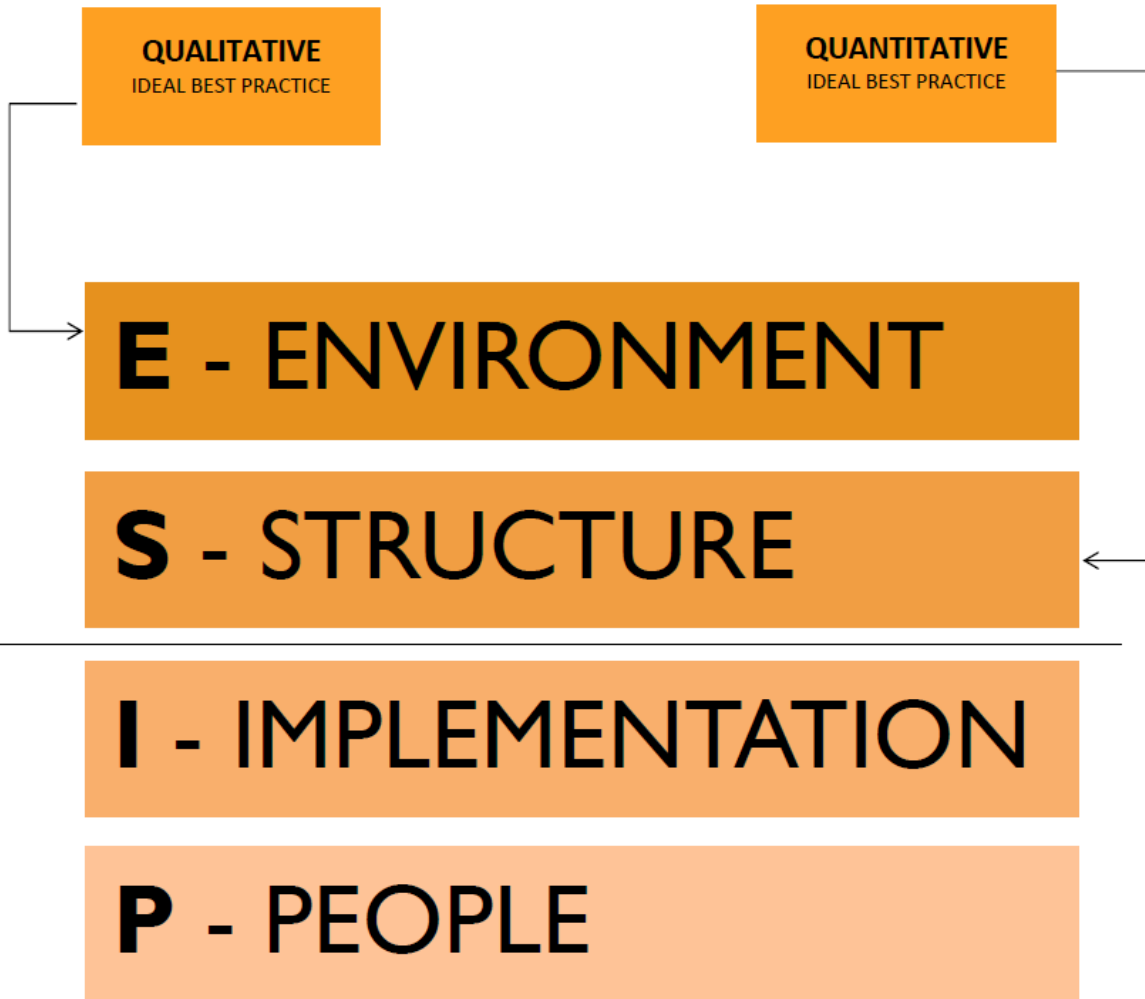 QUALITATIVE
IDEAL BEST PRACTICE
QUANTITATIVE
IDEAL BEST PRACTICE
E - ENVIRONMENT
S - STRUCTURE
I - IMPLEMENTATION
P - PEOPLE